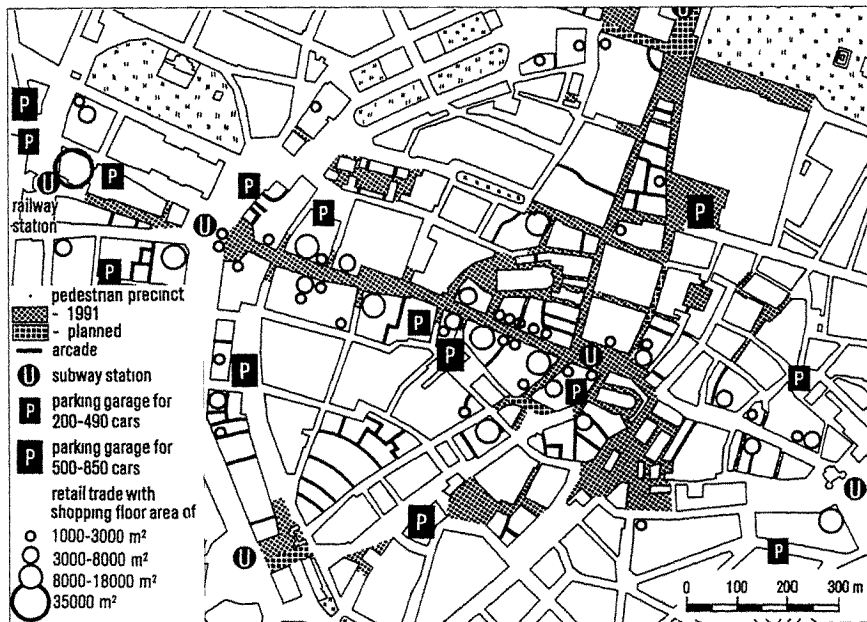 P
P
U
P
railway
station
P
P
U
U
P
P
P
P
U
P
P
P
U
P
P
U
pedestrian precinct
- 1991
- planned
arcade
U subway station
P parking garage for
200-490 cars
P parking garage for
500-850 cars
retail trade with
shopping floor area of
1000-3000 m²
3000-8000 m²
8000-18000 m²
35000 m²
0 100 200 300 m